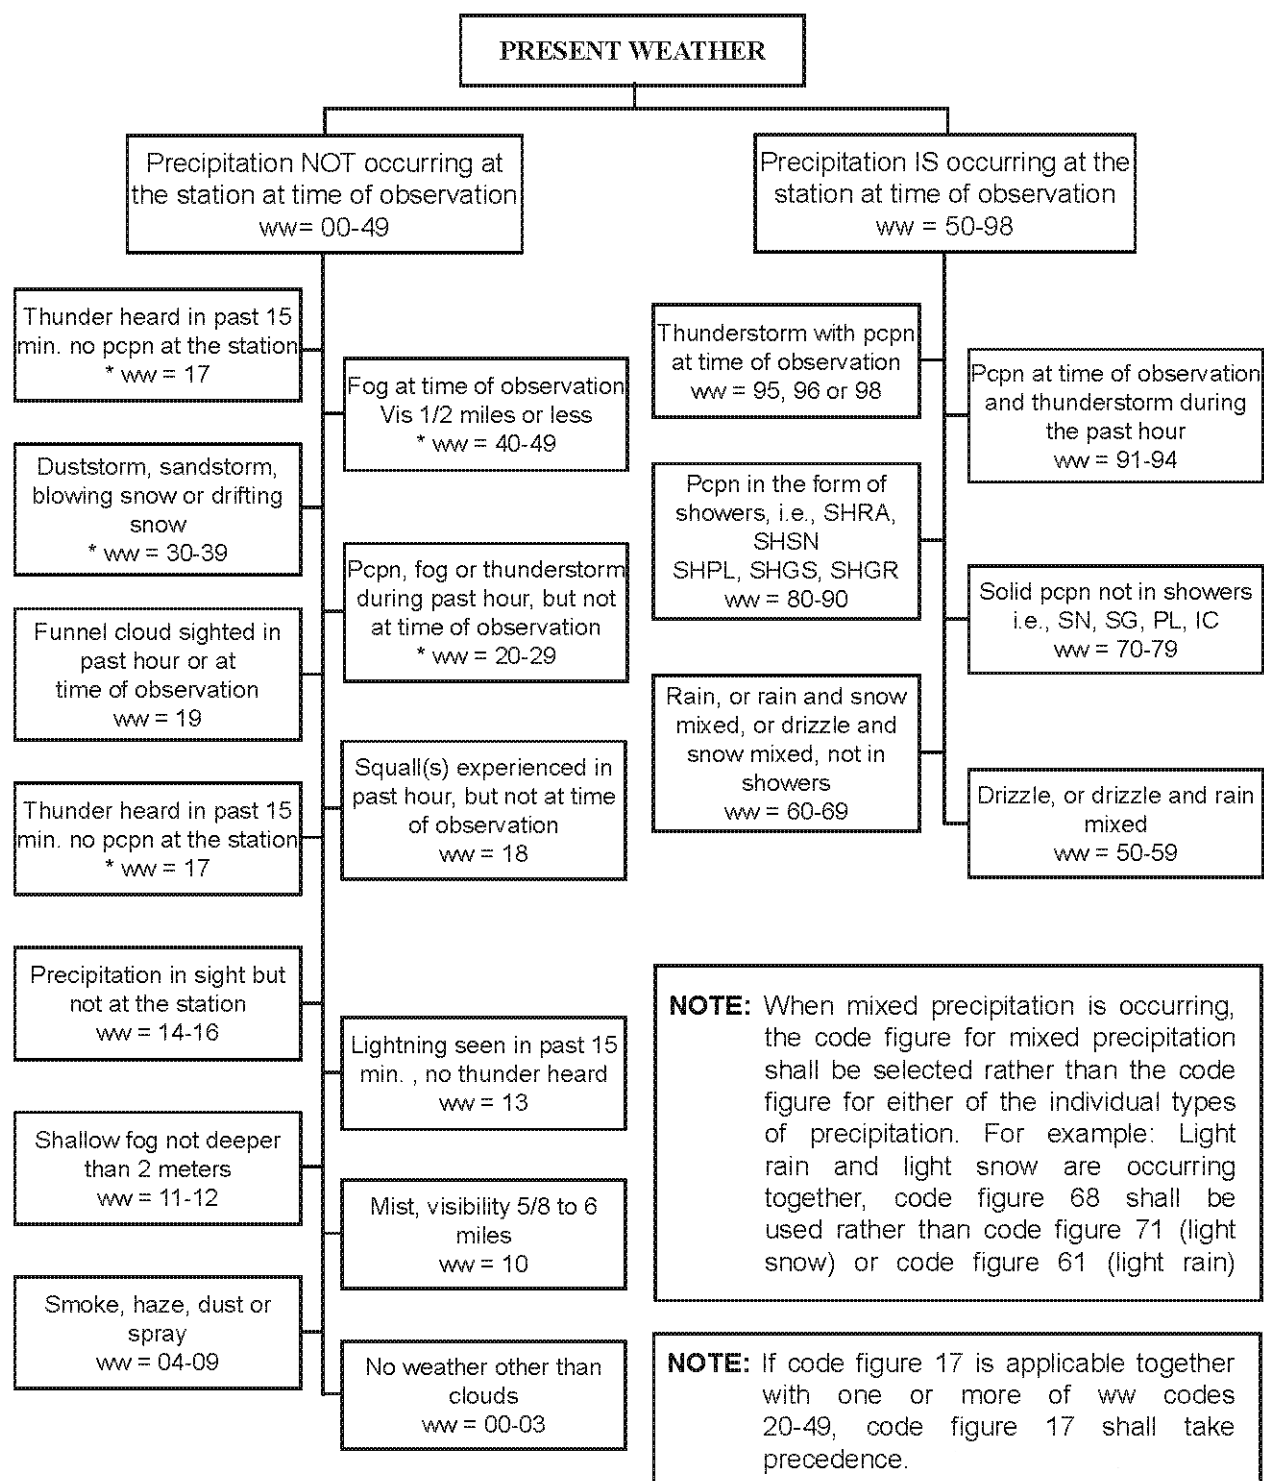 PRESENT WEATHER
Precipitation NOT occurring at
the station at time of observation
ww= 00-49
Thunder heard in past 15
min. no pcpn at the station
* ww = 17
Fog at time of observation
Vis 1/2 miles or less
* ww = 40-49
Duststorm, sandstorm,
blowing snow or drifting
snow
* ww = 30-39
Pcpn, fog or thunderstorm
during past hour, but not
at time of observation
* ww = 20-29
Funnel cloud sighted in
past hour or at
time of observation
ww = 19
Squall(s) experienced in
past hour, but not at time
of observation
ww = 18
Thunder heard in past 15
min. no pcpn at the station
* ww = 17
Precipitation in sight but
not at the station
ww = 14-16
Lightning seen in past 15
min. , no thunder heard
ww = 13
Shallow fog not deeper
than 2 meters
ww = 11-12
Mist, visibility 5/8 to 6
miles
ww = 10
Smoke, haze, dust or
spray
ww = 04-09
No weather other than
clouds
ww = 00-03
Precipitation IS occurring at the
station at time of observation
ww = 50-98
Thunderstorm with pcpn
at time of observation
ww = 95, 96 or 98
Pcpn at time of observation
and thunderstorm during
the past hour
ww = 91-94
Pcpn in the form of
showers, i.e., SHRA,
SHSN
SHPL, SHGS, SHGR
ww = 80-90
Solid pcpn not in showers
i.e., SN, SG, PL, IC
ww = 70-79
Rain, or rain and snow
mixed, or drizzle and
snow mixed, not in
showers
ww = 60-69
Drizzle, or drizzle and rain
mixed
ww = 50-59
NOTE: When mixed precipitation is occurring,
the code figure for mixed precipitation
shall be selected rather than the code
figure for either of the individual types
of precipitation. For example: Light
rain and light snow are occurring
together, code figure 68 shall be
used rather than code figure 71 (light
snow) or code figure 61 (light rain)
NOTE: If code figure 17 is applicable together
with one or more of ww codes
20-49, code figure 17 shall take
precedence.